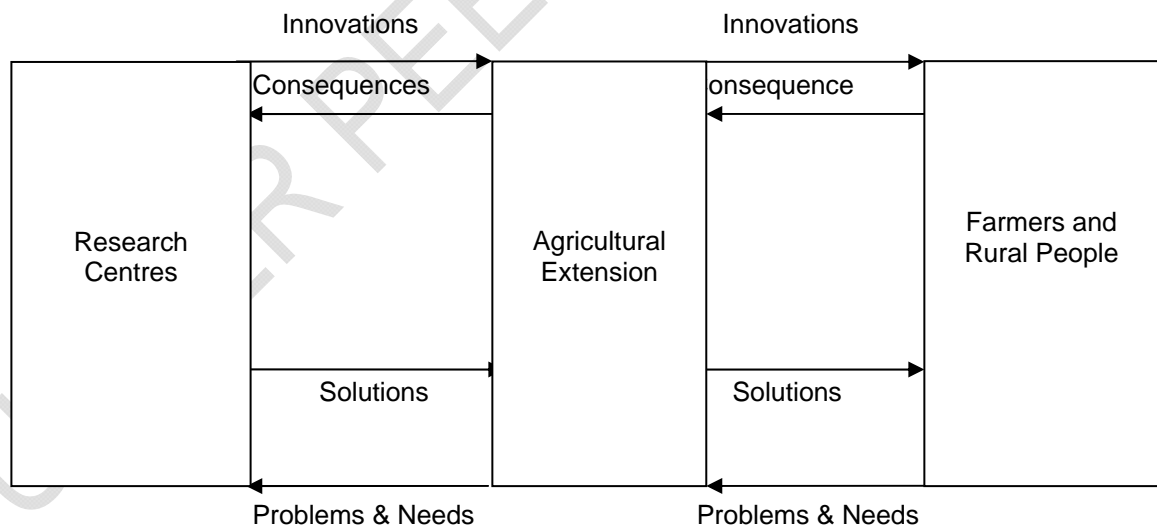 Innovations
Innovations
Consequences
onsequence
Research
Centres
Agricultural
Extension
Farmers and
Rural People
Solutions
Solutions
Problems & Needs
Problems & Needs